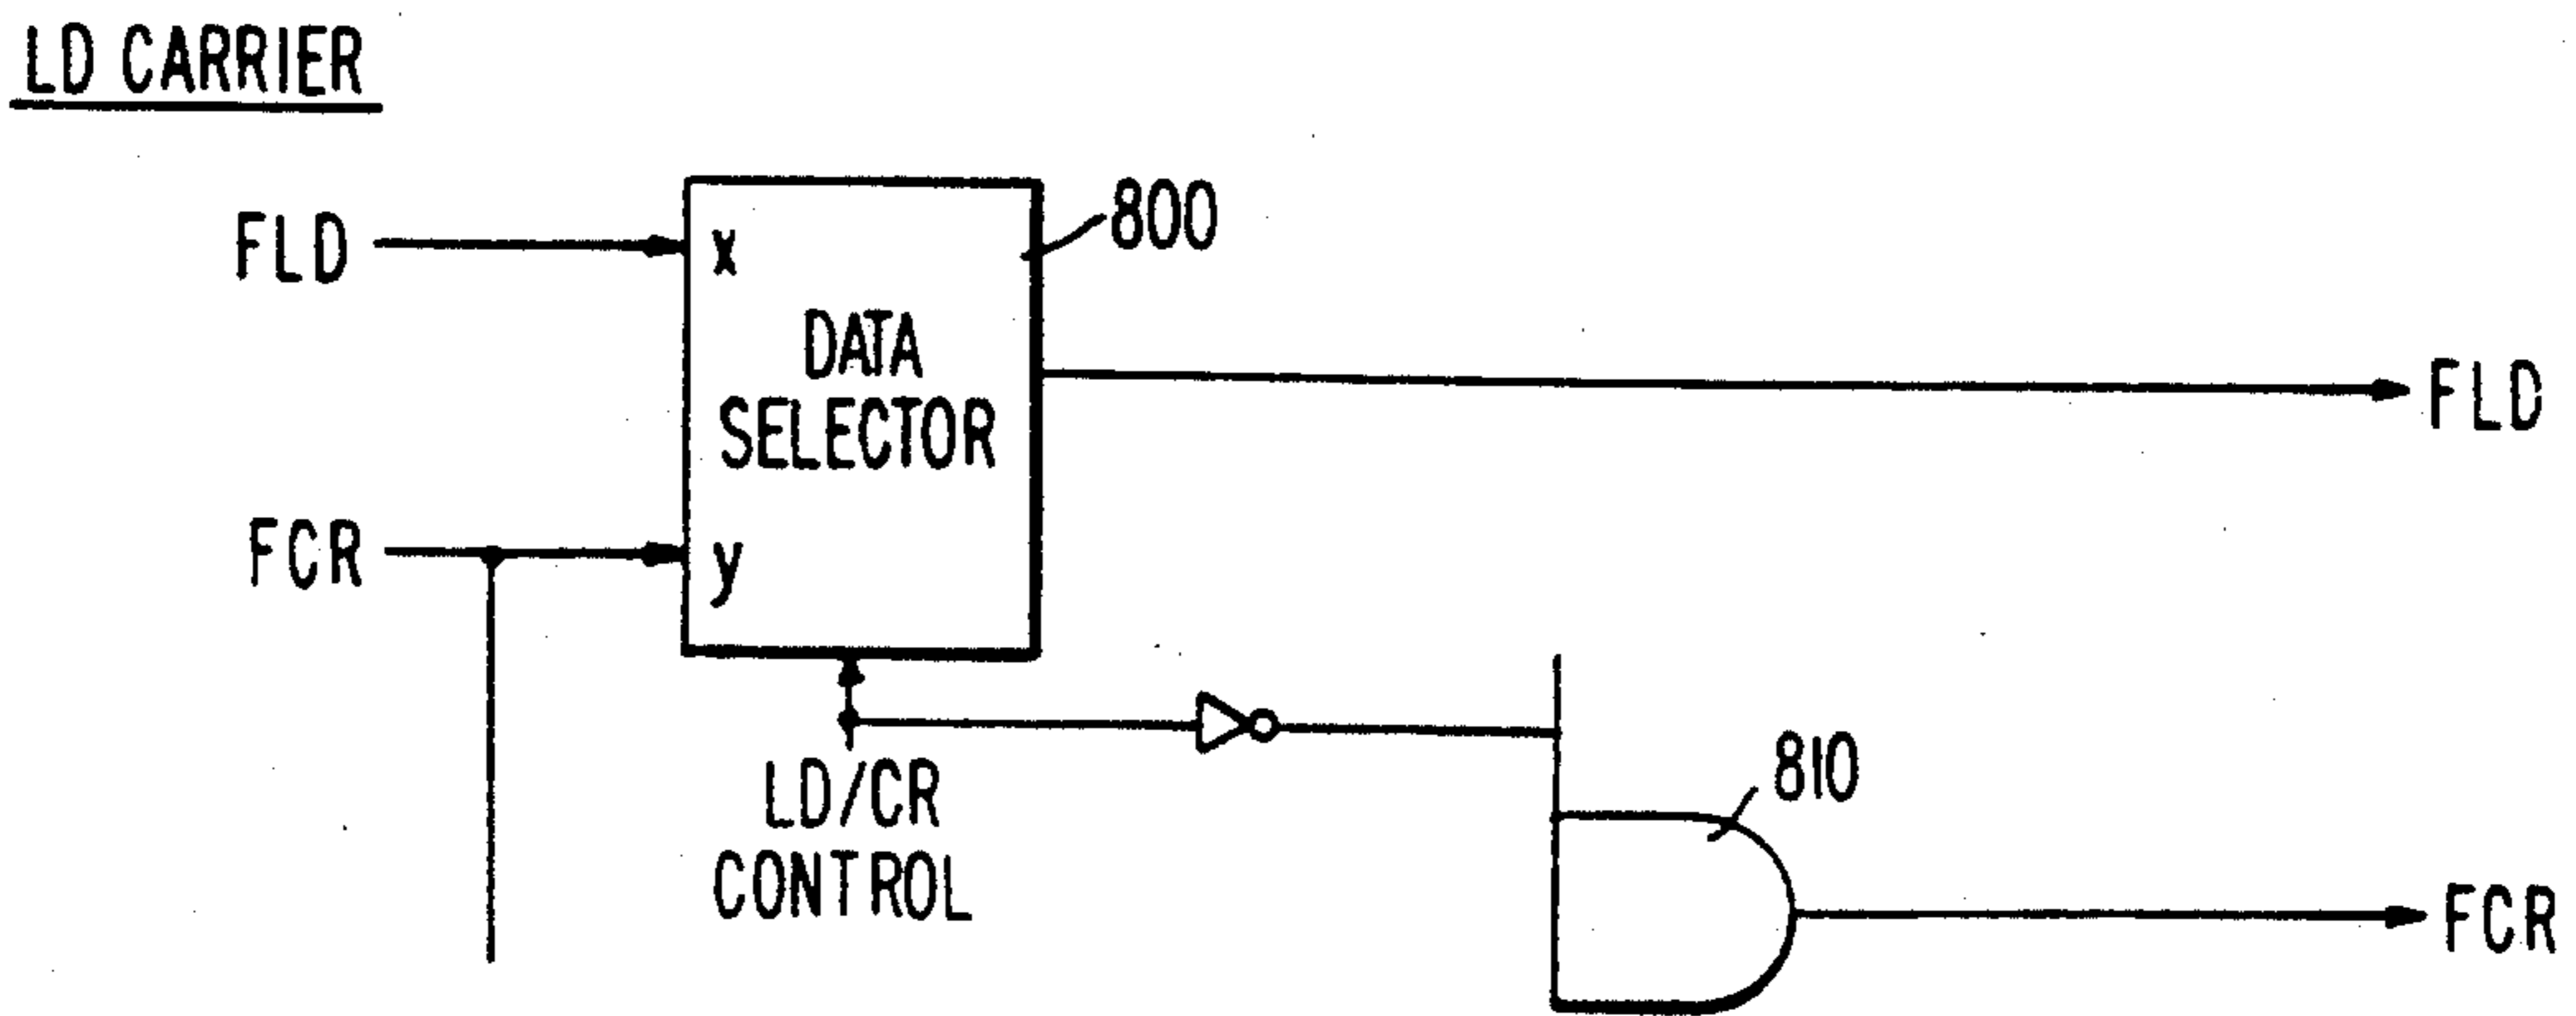 LD CARRIER
FLD
x
800
DATA
SELECTOR
FLD
FCR
y
LD/CR
CONTROL
810
FCR